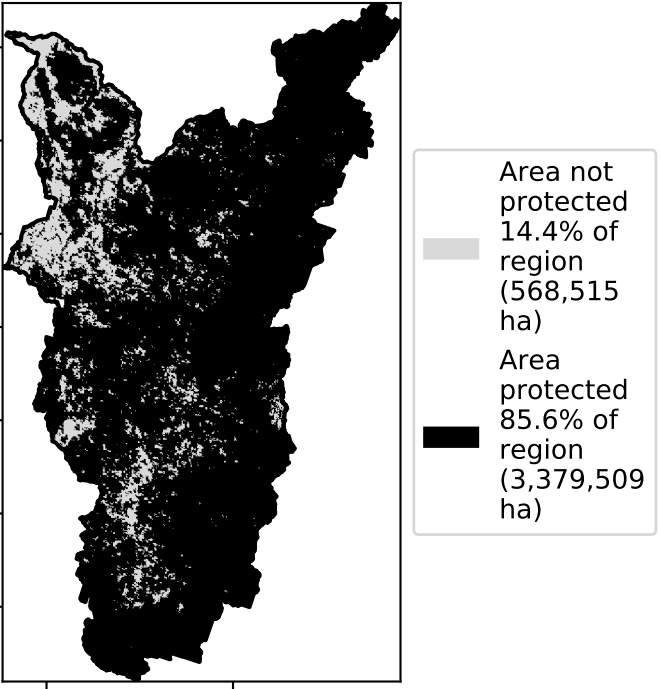 Area not
protected
14.4% of
region
(568,515
ha)
Area
protected
85.6% of
region
(3,379,509
ha)